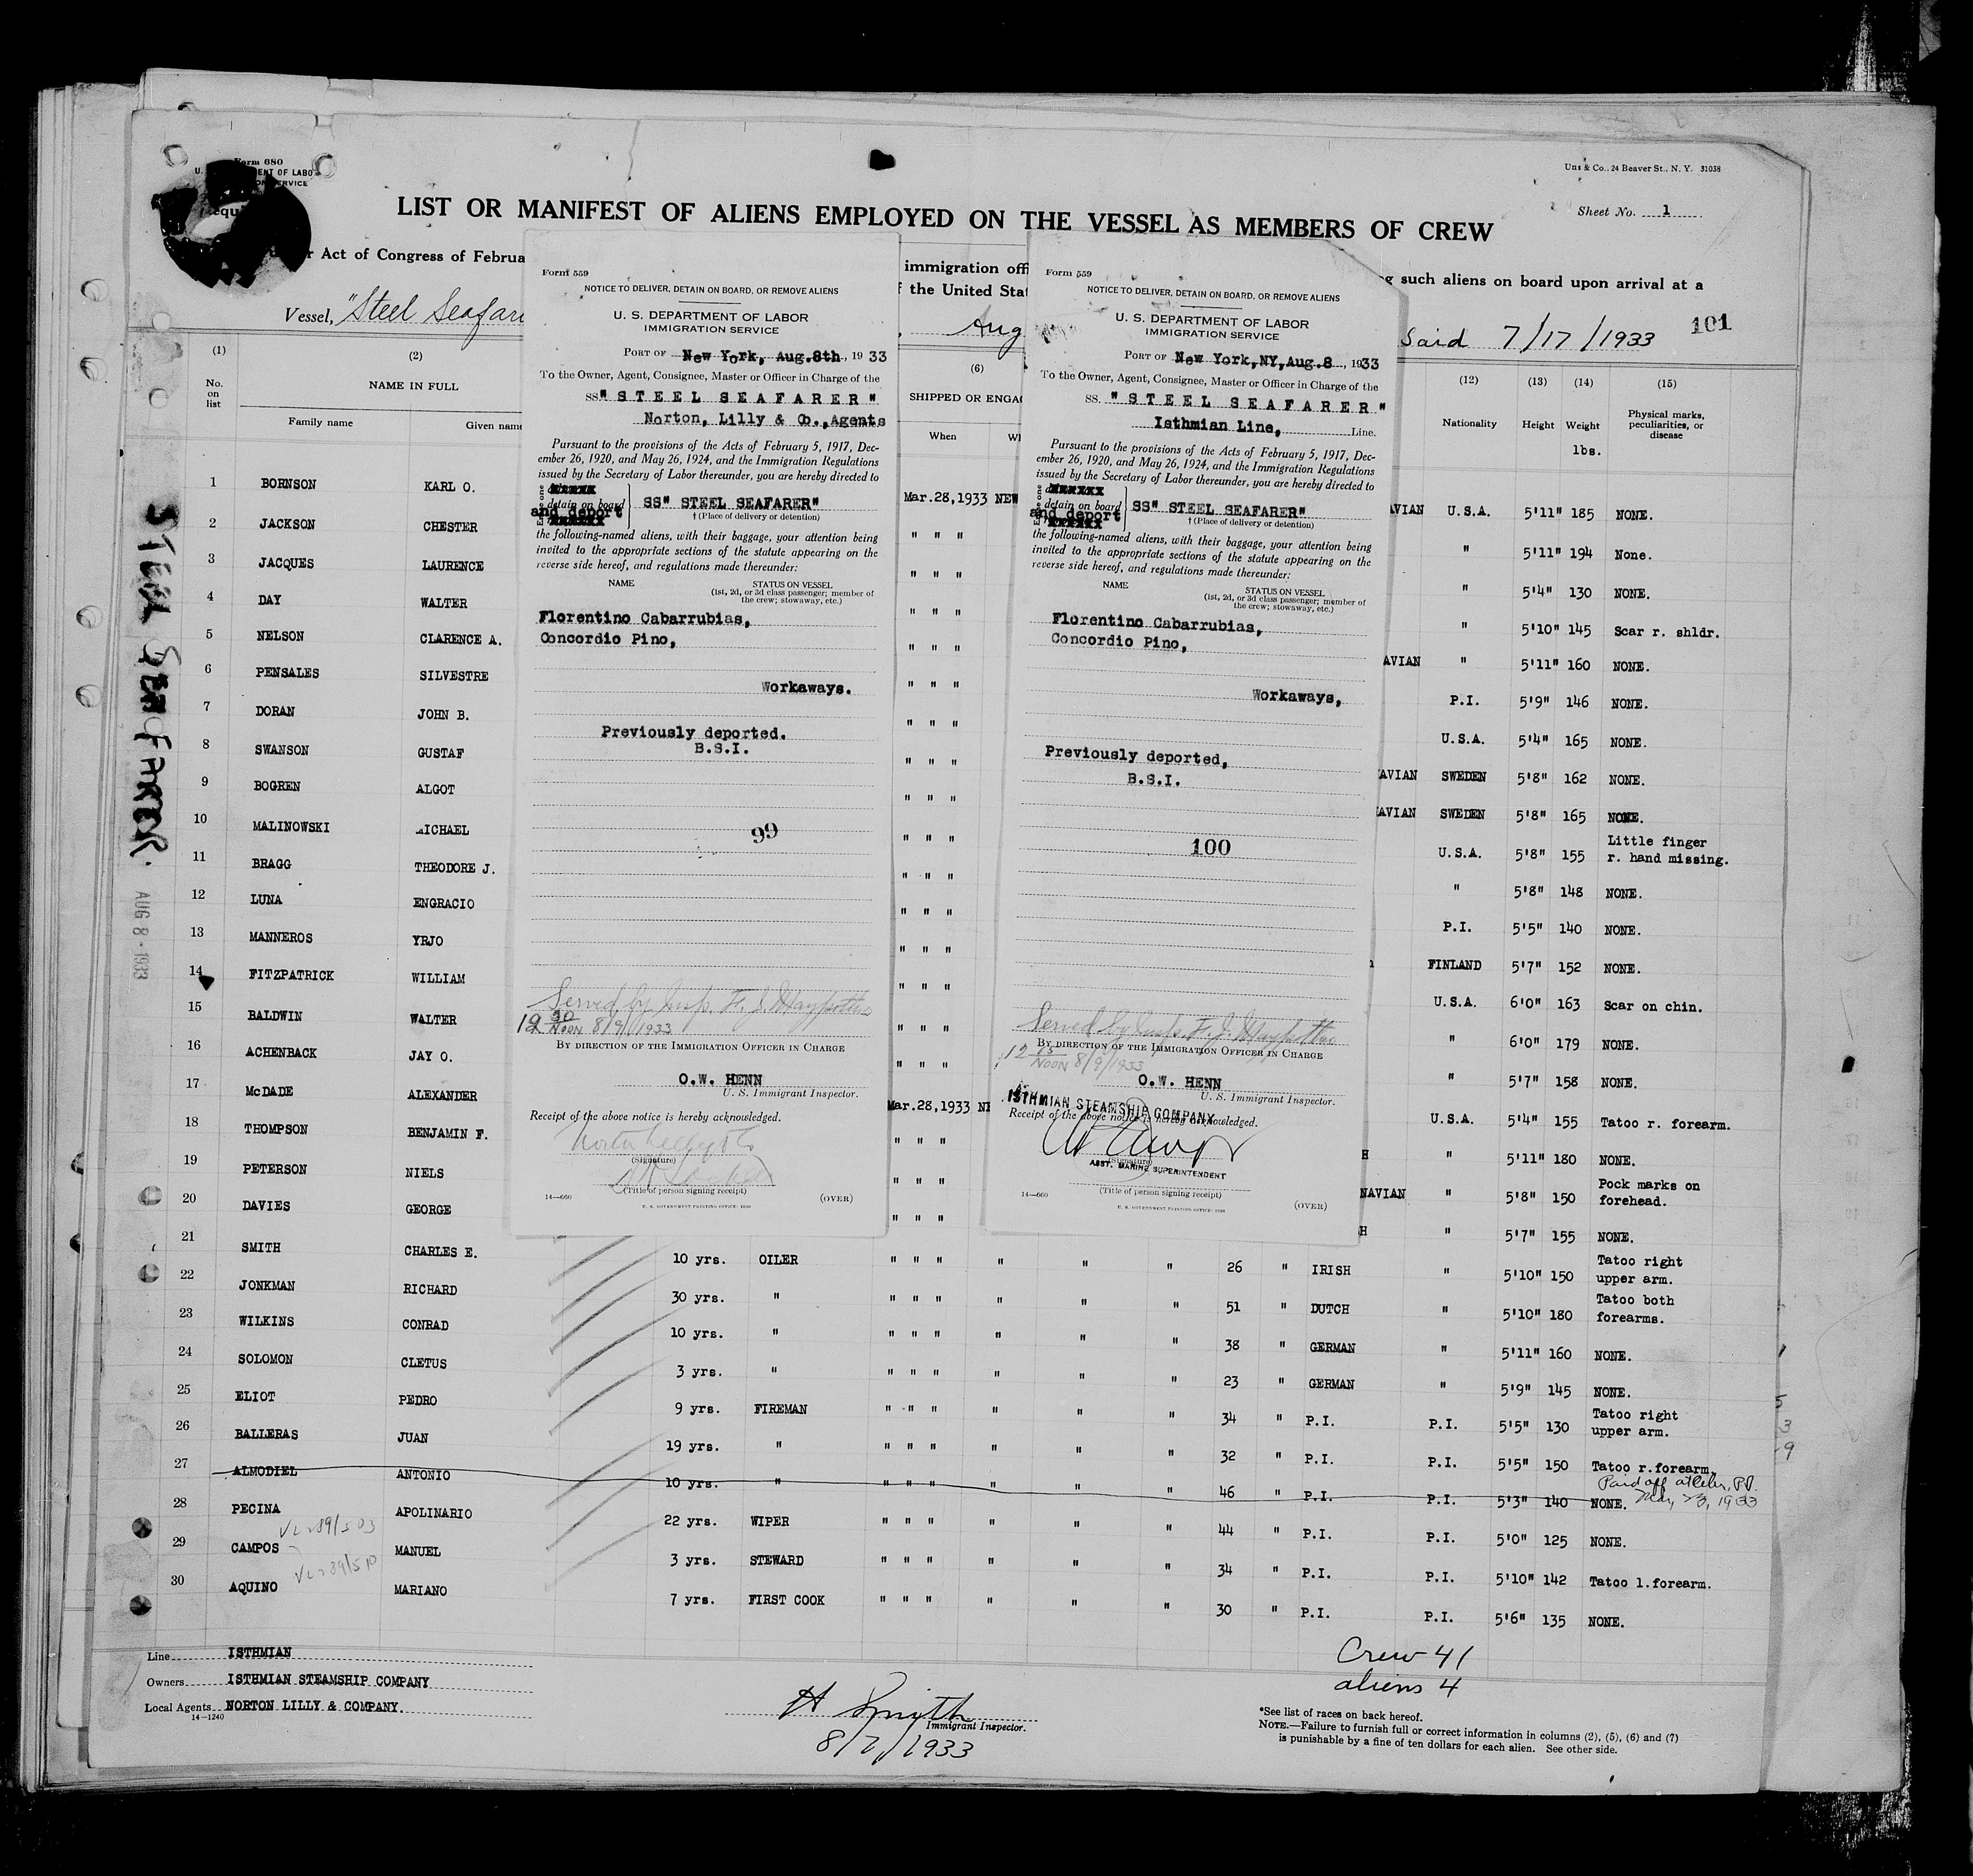 Form 680
U. S. DEPARTMENT OF LABOR
Unz & Co., 24 Beaver St., N. Y. 31038
LIST OR MANIFEST OF ALIENS EMPLOYED ON THE VESSEL AS MEMBERS OF CREW
Sheet No. 1
Act of Congress of Februa
immigration off
such aliens on board upon arrival at a
f the United Stat
Vessel, "Steel Seafare
Aug
Said 7/17/1933
101
(1) (2) (6) (12) (13) (14) (15)
No. on list
NAME IN FULL
Family name Given name
SHIPPED OR ENGA
When
Nationality Height Weight lbs.
Physical marks, peculiarities, or disease
1 BORNSON KARL O. Mar.28,1933 NEW AVIAN U.S.A. 5'11" 185 NONE.
2 JACKSON CHESTER " " " " 5'11" 194 None.
3 JACQUES LAURENCE " " " " 5'4" 130 NONE.
4 DAY WALTER " " " " 5'10" 145 Scar r. shldr.
5 NELSON CLARENCE A. " " " AVIAN " 5'11" 160 NONE.
6 PENSALES SILVESTRE " " " P.I. 5'9" 146 NONE.
7 DORAN JOHN B. " " " U.S.A. 5'4" 165 NONE.
8 SWANSON GUSTAF " " " AVIAN SWEDEN 5'8" 162 NONE.
9 BOGREN ALGOT " " " AVIAN SWEDEN 5'8" 165 NONE.
10 MALINOWSKI MICHAEL " " " U.S.A. 5'8" 155 Little finger r. hand missing.
11 BRAGG THEODORE J. " " " " 5'8" 148 NONE.
12 LUNA ENGRACIO " " " P.I. 5'5" 140 NONE.
13 MANNEROS YRJO " " " FINLAND 5'7" 152 NONE.
14 FITZPATRICK WILLIAM " " " U.S.A. 6'0" 163 Scar on chin.
15 BALDWIN WALTER " " " " 6'0" 179 NONE.
16 ACHENBACK JAY O. " " " " 5'7" 158 NONE.
17 McDADE ALEXANDER Mar.28,1933 NE U.S.A. 5'4" 155 Tatoo r. forearm.
18 THOMPSON BENJAMIN F. " " " H " 5'11" 180 NONE.
19 PETERSON NIELS " " " NAVIAN " 5'8" 150 Pock marks on forehead.
20 DAVIES GEORGE " " " H " 5'7" 155 NONE.
21 SMITH CHARLES E. 10 yrs. OILER " " " " " " 26 " IRISH " 5'10" 150 Tatoo right upper arm.
22 JONKMAN RICHARD 30 yrs. " " " " " " " 51 " DUTCH " 5'10" 180 Tatoo both forearms.
23 WILKINS CONRAD 10 yrs. " " " " " " " 38 " GERMAN " 5'11" 160 NONE.
24 SOLOMON CLETUS 3 yrs. " " " " " " " 23 " GERMAN " 5'9" 145 NONE.
25 ELIOT PEDRO 9 yrs. FIREMAN " " " " " " 34 " P.I. P.I. 5'5" 130 Tatoo right upper arm.
26 BALLERAS JUAN 19 yrs. " " " " " " " 32 " P.I. P.I. 5'5" 150 Tatoo r.forearm.
27 ALMODIEL ANTONIO 10 yrs. " " " " " " " 46 " P.I. P.I. 5'3" 140 NONE. Paid off at Cebu, P.I. May 23, 1933
28 PECINA APOLINARIO 22 yrs. WIPER " " " " " " 44 " P.I. P.I. 5'0" 125 NONE.
29 CAMPOS MANUEL 3 yrs. STEWARD " " " " " " 34 " P.I. P.I. 5'10" 142 Tatoo l.forearm.
30 AQUINO MARIANO 7 yrs. FIRST COOK " " " " " " 30 " P.I. P.I. 5'6" 135 NONE.
Crew 41
aliens 4
Line ISTHMIAN
Owners ISTHMIAN STEAMSHIP COMPANY
Local Agents NORTON LILLY & COMPANY.
14-1240
H Smith
Immigrant Inspector.
8/7/1933
*See list of races on back hereof.
NOTE.—Failure to furnish full or correct information in columns (2), (5), (6) and (7)
is punishable by a fine of ten dollars for each alien. See other side.
STEEL SEAFARER.
AUG 8 - 1933
Form 559
NOTICE TO DELIVER, DETAIN ON BOARD, OR REMOVE ALIENS
U. S. DEPARTMENT OF LABOR
IMMIGRATION SERVICE
PORT OF New York, Aug.8th, 1933
To the Owner, Agent, Consignee, Master or Officer in Charge of the
SS "STEEL SEAFARER"
Norton, Lilly & Co., Agents
Pursuant to the provisions of the Acts of February 5, 1917, Dec-
ember 26, 1920, and May 26, 1924, and the Immigration Regulations
issued by the Secretary of Labor thereunder, you are hereby directed to
detain on board
and deport
SS" STEEL SEAFARER"
† (Place of delivery or detention)
the following-named aliens, with their baggage, your attention being
invited to the appropriate sections of the statute appearing on the
reverse side hereof, and regulations made thereunder:
NAME STATUS ON VESSEL
(1st, 2d, or 3d class passenger; member of
the crew; stowaway, etc.)
Florentino Cabarrubias,
Concordio Pino,
Workaways.
Previously deported.
B.S.I.
99
Served by Insp. F. J.
12 30 NOON 8/9/1933
BY DIRECTION OF THE IMMIGRATION OFFICER IN CHARGE
O.W. HENN
U. S. Immigrant Inspector.
Receipt of the above notice is hereby acknowledged.
Norton Lilly & Co
(Signature)
(Title of person signing receipt)
14—660
(OVER)
U. S. GOVERNMENT PRINTING OFFICE: 1930
Form 559
NOTICE TO DELIVER, DETAIN ON BOARD, OR REMOVE ALIENS
U. S. DEPARTMENT OF LABOR
IMMIGRATION SERVICE
PORT OF New York,NY,Aug.8, 1933
To the Owner, Agent, Consignee, Master or Officer in Charge of the
SS. "STEEL SEAFARER"
Isthmian Line, Line.
Pursuant to the provisions of the Acts of February 5, 1917, Dec-
ember 26, 1920, and May 26, 1924, and the Immigration Regulations
issued by the Secretary of Labor thereunder, you are hereby directed to
detain on board
and deport
SS" STEEL SEAFARER"
† (Place of delivery or detention)
the following-named aliens, with their baggage, your attention being
invited to the appropriate sections of the statute appearing on the
reverse side hereof, and regulations made thereunder:
NAME STATUS ON VESSEL
(1st, 2d, or 3d class passenger; member of
the crew; stowaway, etc.)
Florentino Cabarrubias,
Concordio Pino,
Workaways,
Previously deported,
B.S.I.
100
Served by Insp. F. J.
12 15 NOON 8/9/1933
BY DIRECTION OF THE IMMIGRATION OFFICER IN CHARGE
O.W. HENN
U. S. Immigrant Inspector.
ISTHMIAN STEAMSHIP COMPANY
Receipt of the above notice is hereby acknowledged.
(Signature)
ASST. MARINE SUPERINTENDENT
(Title of person signing receipt)
14—660
(OVER)
U. S. GOVERNMENT PRINTING OFFICE: 1930